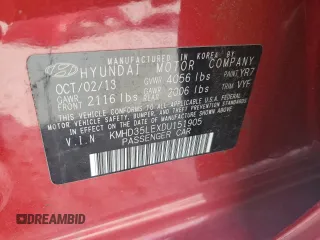 MANUFACTURED IN KOREA BY
HYUNDAI MOTOR COMPANY
OCT/02/13 GVWR 4056 lbs PAINT YR7
GAWR FRONT 2116 lbs GAWR REAR 2006 lbs TRIM VYE
THIS VEHICLE CONFORMS TO ALL APPLICABLE
FEDERAL MOTOR VEHICLE SAFETY,
AND THEFT PREVENTION STANDARDS IN EFFECT ON
THE DATE OF MANUFACTURE SHOWN ABOVE.
V.I.N KMHD35LEXDU151905
PASSENGER CAR
DREAMBID